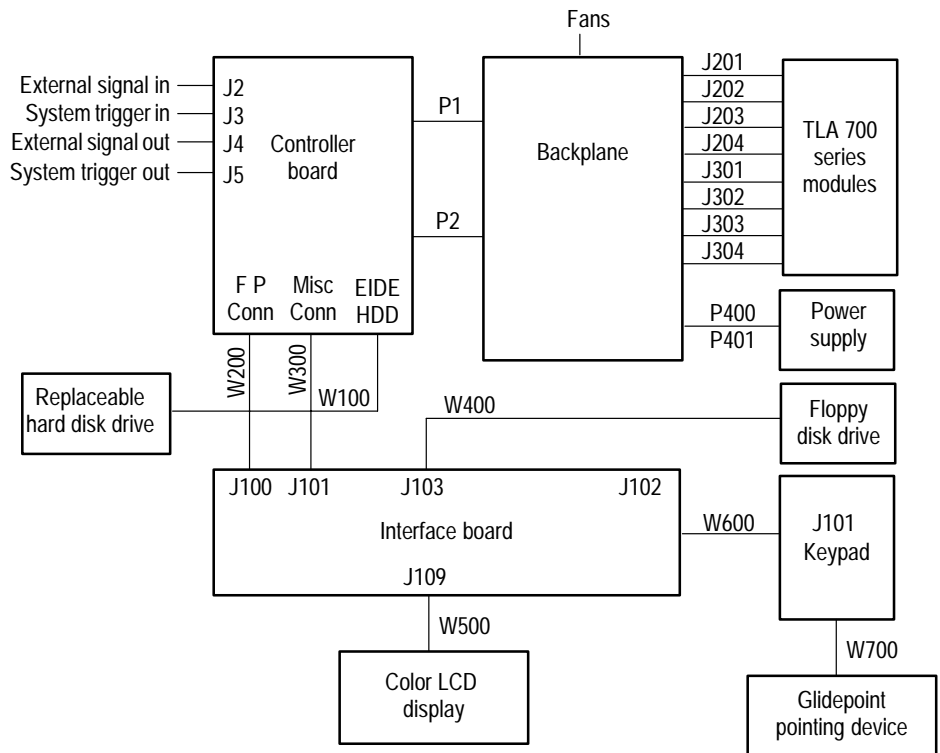 Fans
External signal in
System trigger in
External signal out
System trigger out
J2
J3
J4
J5
Controller
board
F P
Conn
Misc
Conn
EIDE
HDD
P1
P2
Backplane
J201
J202
J203
J204
J301
J302
J303
J304
TLA 700
series
modules
P400
P401
Power
supply
W200
W300
W100
Replaceable
hard disk drive
W400
Floppy
disk drive
J100
J101
J103
J102
Interface board
J109
W600
J101
Keypad
W500
Color LCD
display
W700
Glidepoint
pointing device